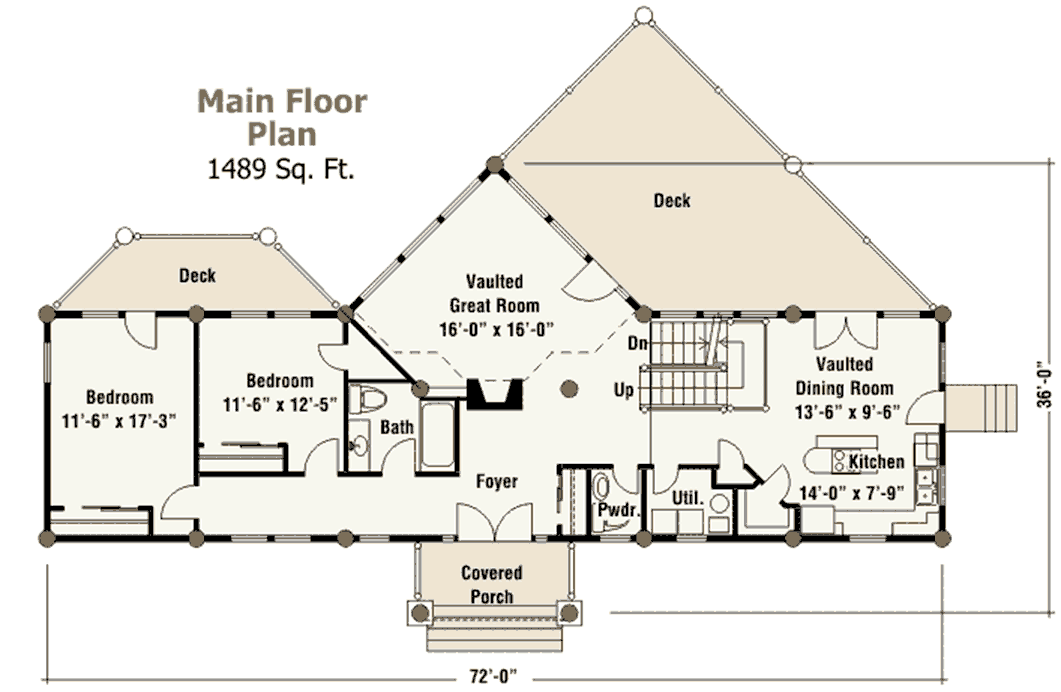 Main Floor
Plan
1489 Sq. Ft.
Deck
Deck
Vaulted
Great Room
16'-0" x 16'-0"
Dn
Up
Vaulted
Dining Room
13'-6" x 9'-6"
Bedroom
11'-6" x 17'-3"
Bedroom
11'-6" x 12'-5"
Bath
Foyer
Kitchen
14'-0" x 7'-9"
Pwdr.
Util.
Covered
Porch
36'-0"
72'-0"